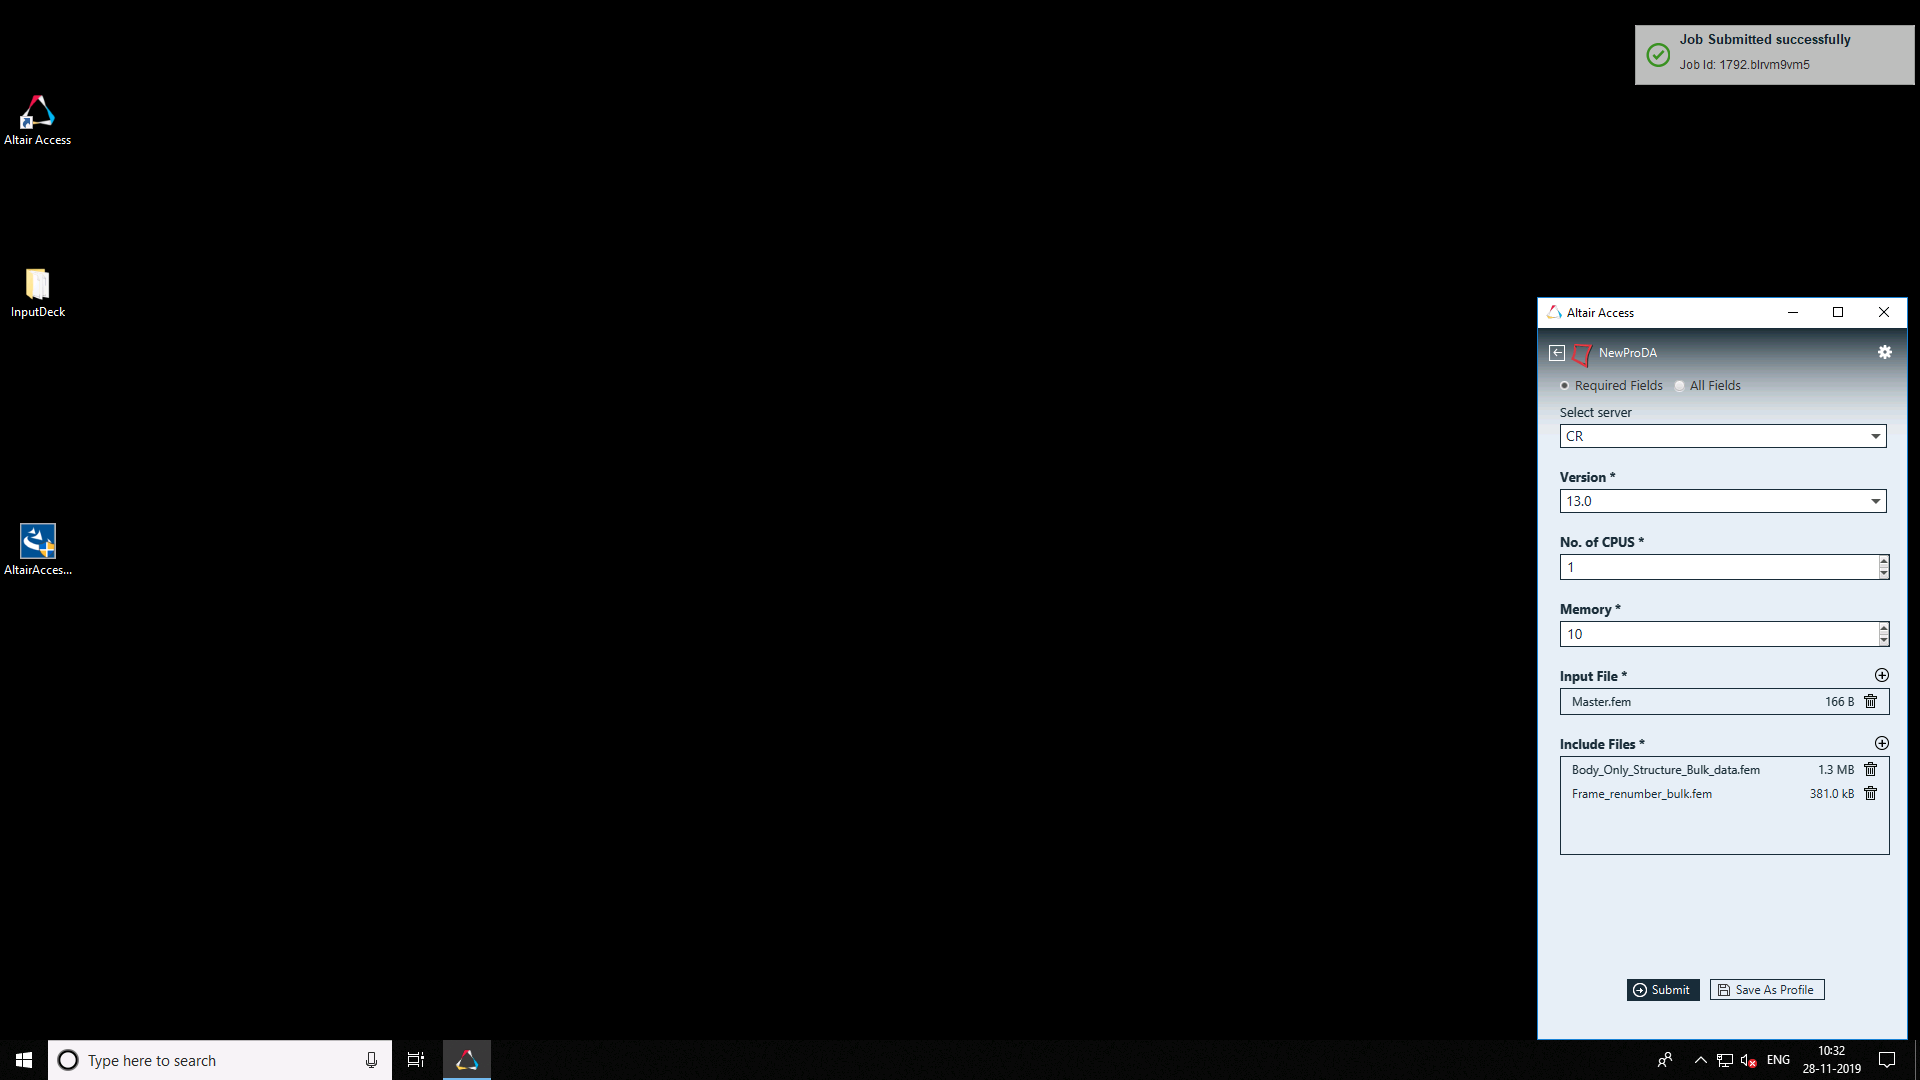 Job Submitted successfully
Job Id: 1792.blrvm9vm5
Altair Access
InputDeck
AltairAcces...
Altair Access
NewProDA
Required Fields All Fields
Select server
CR
Version *
13.0
No. of CPUS *
1
Memory *
10
Input File *
Master.fem 166 B
Include Files *
Body_Only_Structure_Bulk_data.fem 1.3 MB
Frame_renumber_bulk.fem 381.0 kB
Submit Save As Profile
Type here to search
ENG
10:32
28-11-2019